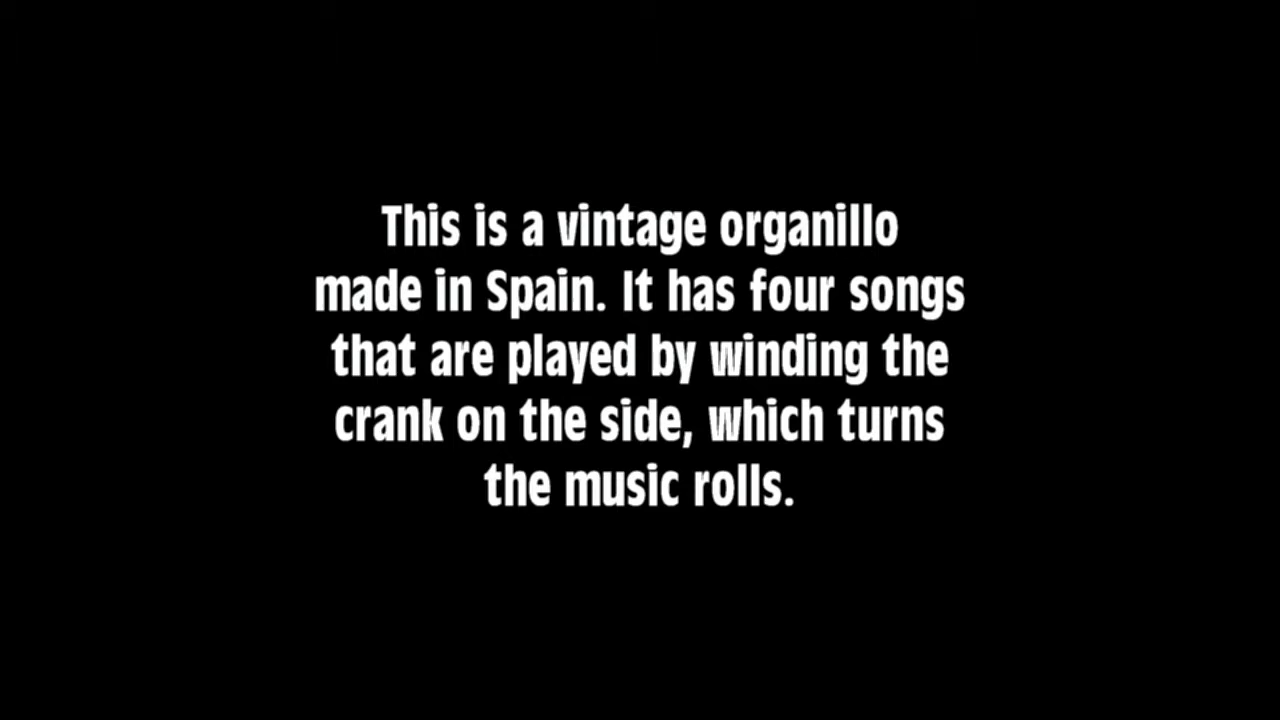 This is a vintage organillo
made in Spain. It has four songs
that are played by winding the
crank on the side, which turns
the music rolls.